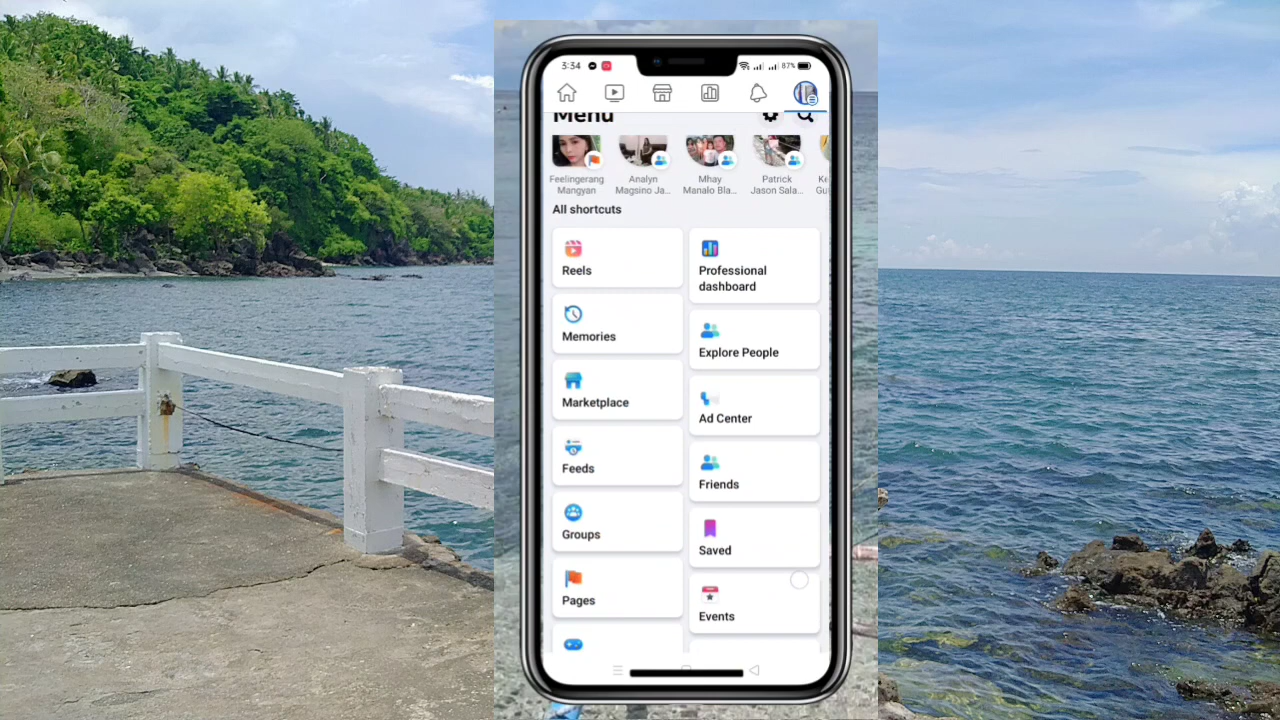 3:34
87%
Menu
Feelingerang
Mangyan
Analyn
Magsino Ja...
Mhay
Manalo Bla...
Patrick
Jason Sala...
All shortcuts
Reels
Professional
dashboard
Memories
Explore People
Marketplace
Ad Center
Feeds
Friends
Groups
Saved
Pages
Events